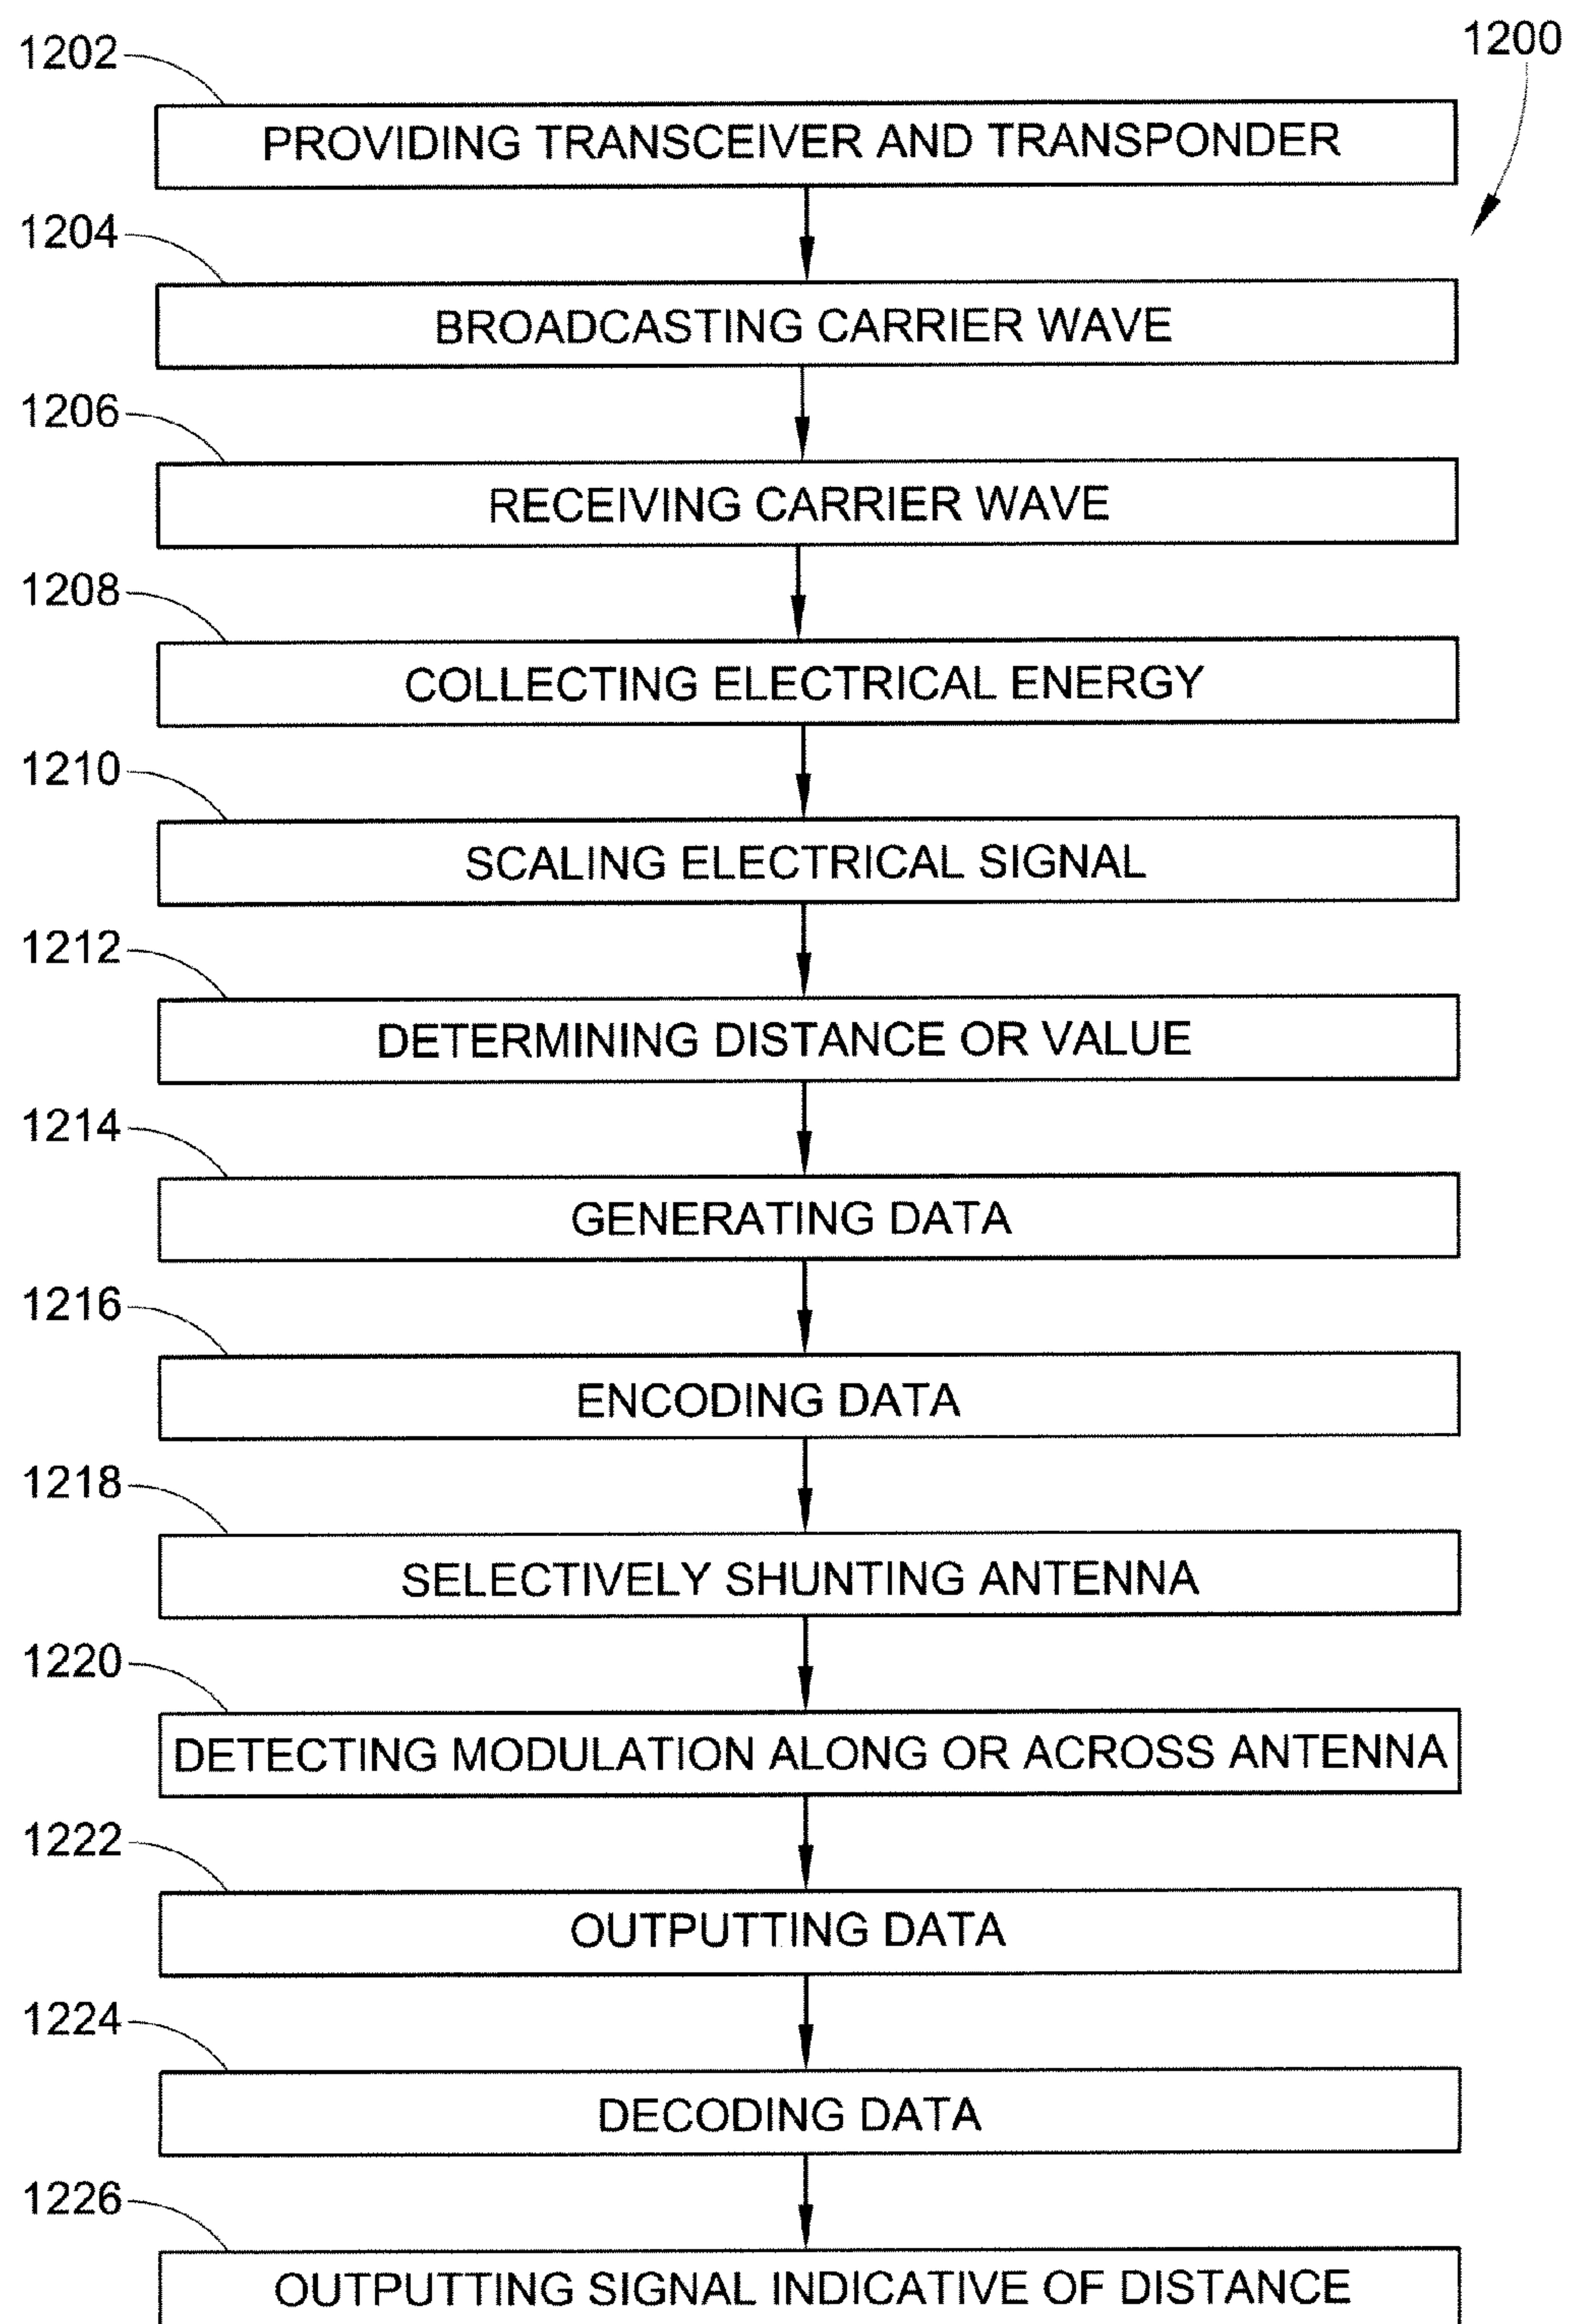 1200
1202
PROVIDING TRANSCEIVER AND TRANSPONDER
1204
BROADCASTING CARRIER WAVE
1206
RECEIVING CARRIER WAVE
1208
COLLECTING ELECTRICAL ENERGY
1210
SCALING ELECTRICAL SIGNAL
1212
DETERMINING DISTANCE OR VALUE
1214
GENERATING DATA
1216
ENCODING DATA
1218
SELECTIVELY SHUNTING ANTENNA
1220
DETECTING MODULATION ALONG OR ACROSS ANTENNA
1222
OUTPUTTING DATA
1224
DECODING DATA
1226
OUTPUTTING SIGNAL INDICATIVE OF DISTANCE